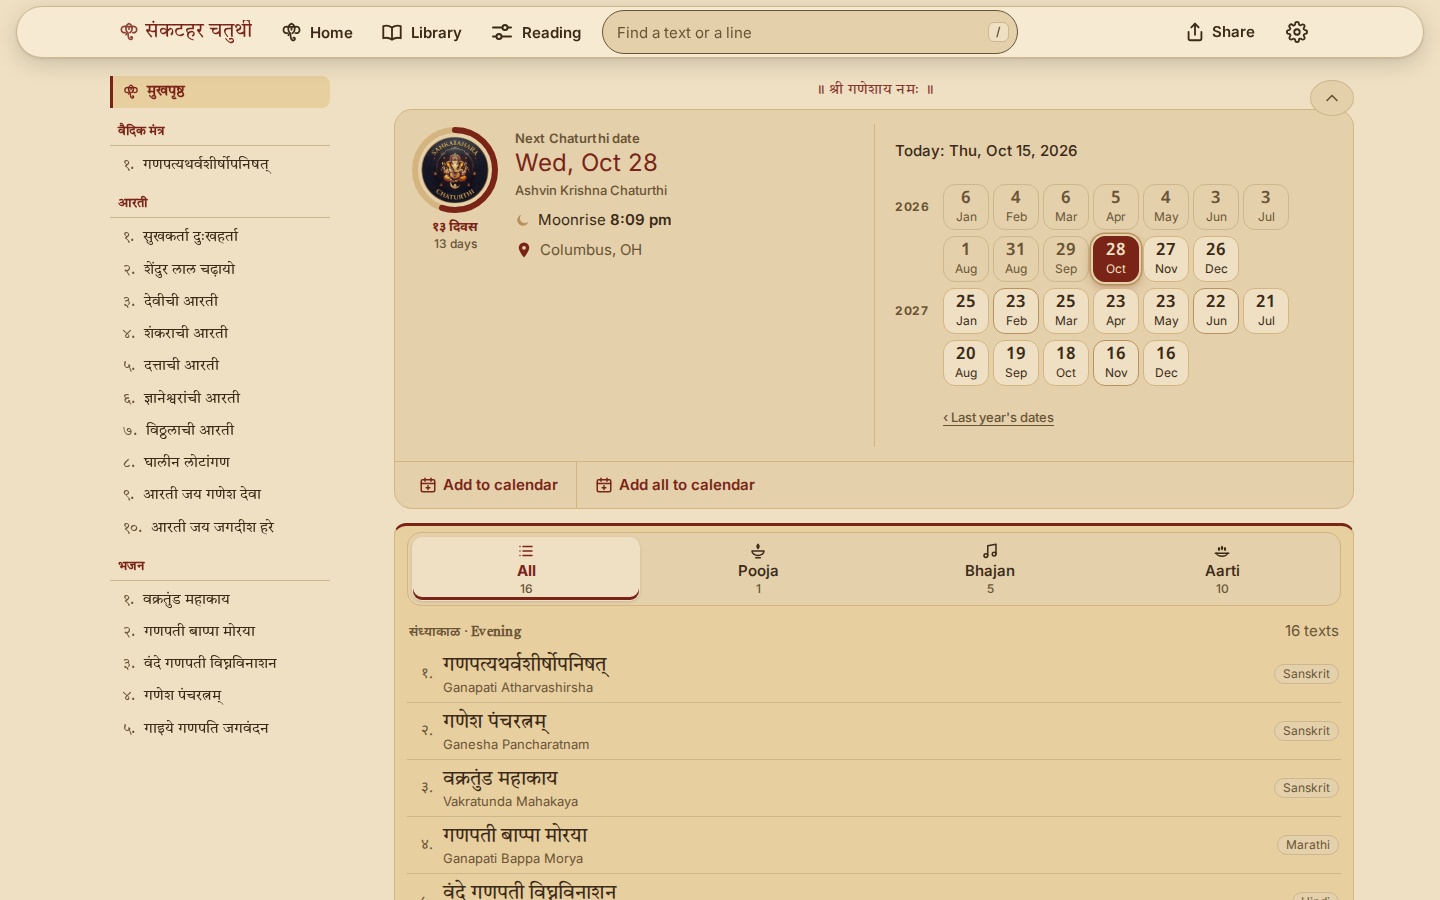 संकटहर चतुर्थी
Home
Library
Reading
Find a text or a line
/
Share
मुखपृष्ठ
वैदिक मंत्र
१. गणपत्यथर्वशीर्षोपनिषत्
आरती
१. सुखकर्ता दुःखहर्ता
२. शेंदुर लाल चढ़ायो
३. देवीची आरती
४. शंकराची आरती
५. दत्ताची आरती
६. ज्ञानेश्वरांची आरती
७. विठ्ठलाची आरती
८. घालीन लोटांगण
९. आरती जय गणेश देवा
१०. आरती जय जगदीश हरे
भजन
१. वक्रतुंड महाकाय
२. गणपती बाप्पा मोरया
३. वंदे गणपती विघ्नविनाशन
४. गणेश पंचरत्नम्
५. गाइये गणपति जगवंदन
॥ श्री गणेशाय नमः ॥
SANKATAHARA
CHATURTHI
१३ दिवस
13 days
Next Chaturthi date
Wed, Oct 28
Ashvin Krishna Chaturthi
Moonrise 8:09 pm
Columbus, OH
Today: Thu, Oct 15, 2026
2026
6 Jan
4 Feb
6 Mar
5 Apr
4 May
3 Jun
3 Jul
1 Aug
31 Aug
29 Sep
28 Oct
27 Nov
26 Dec
2027
25 Jan
23 Feb
25 Mar
23 Apr
23 May
22 Jun
21 Jul
20 Aug
19 Sep
18 Oct
16 Nov
16 Dec
‹ Last year's dates
Add to calendar
Add all to calendar
All
16
Pooja
1
Bhajan
5
Aarti
10
संध्याकाळ · Evening
16 texts
१. गणपत्यथर्वशीर्षोपनिषत्
Ganapati Atharvashirsha
Sanskrit
२. गणेश पंचरत्नम्
Ganesha Pancharatnam
Sanskrit
३. वक्रतुंड महाकाय
Vakratunda Mahakaya
Sanskrit
४. गणपती बाप्पा मोरया
Ganapati Bappa Morya
Marathi
वंदे गणपती विघ्नविनाशन